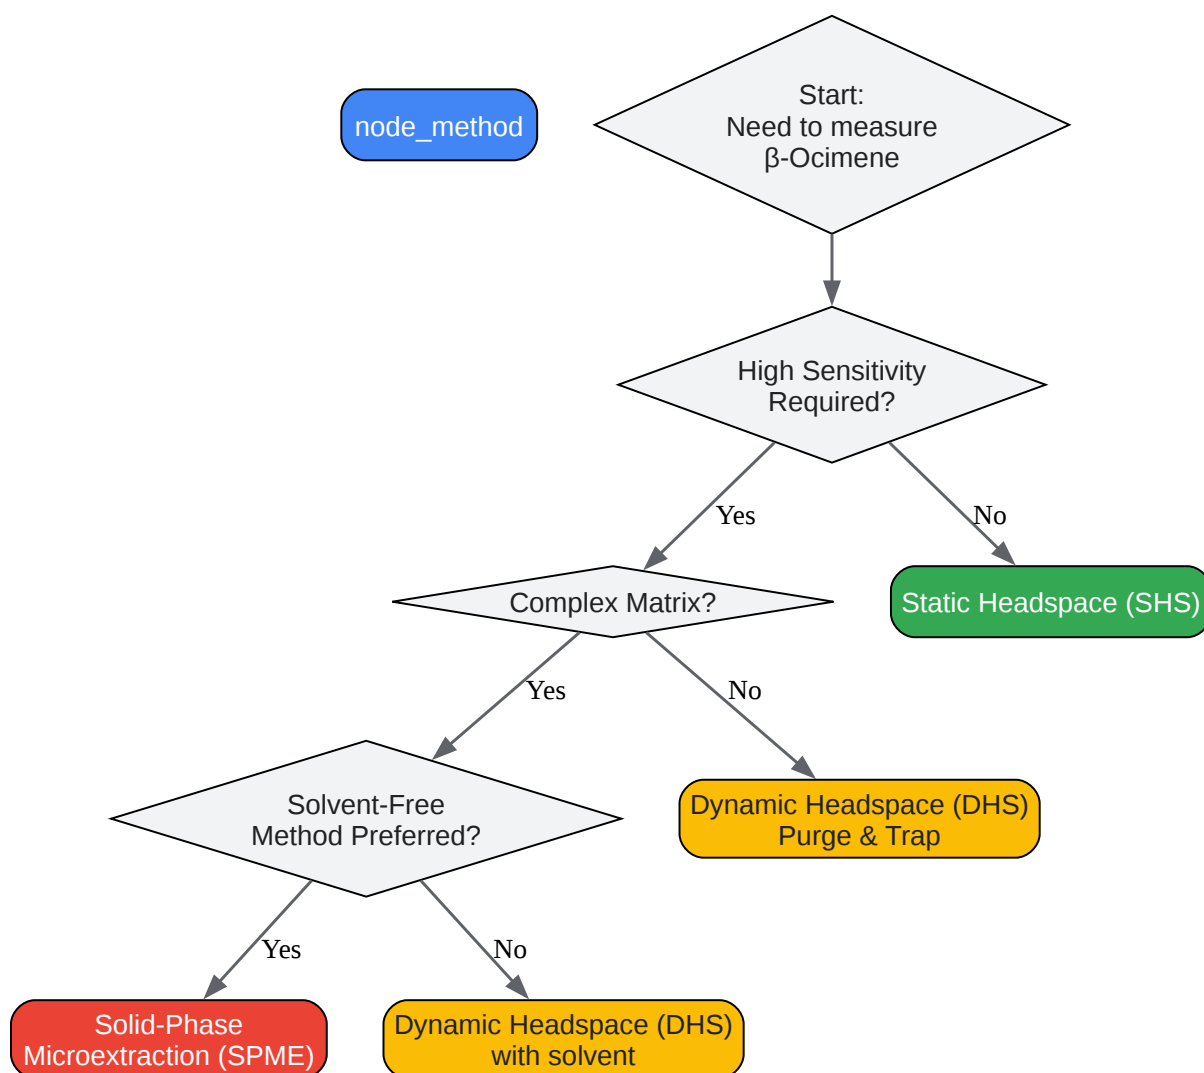 node_method
Start:
Need to measure
β-Ocimene
High Sensitivity
Required?
Yes
No
Complex Matrix?
Static Headspace (SHS)
Yes
No
Solvent-Free
Method Preferred?
Dynamic Headspace (DHS)
Purge & Trap
Yes
No
Solid-Phase
Microextraction (SPME)
Dynamic Headspace (DHS)
with solvent